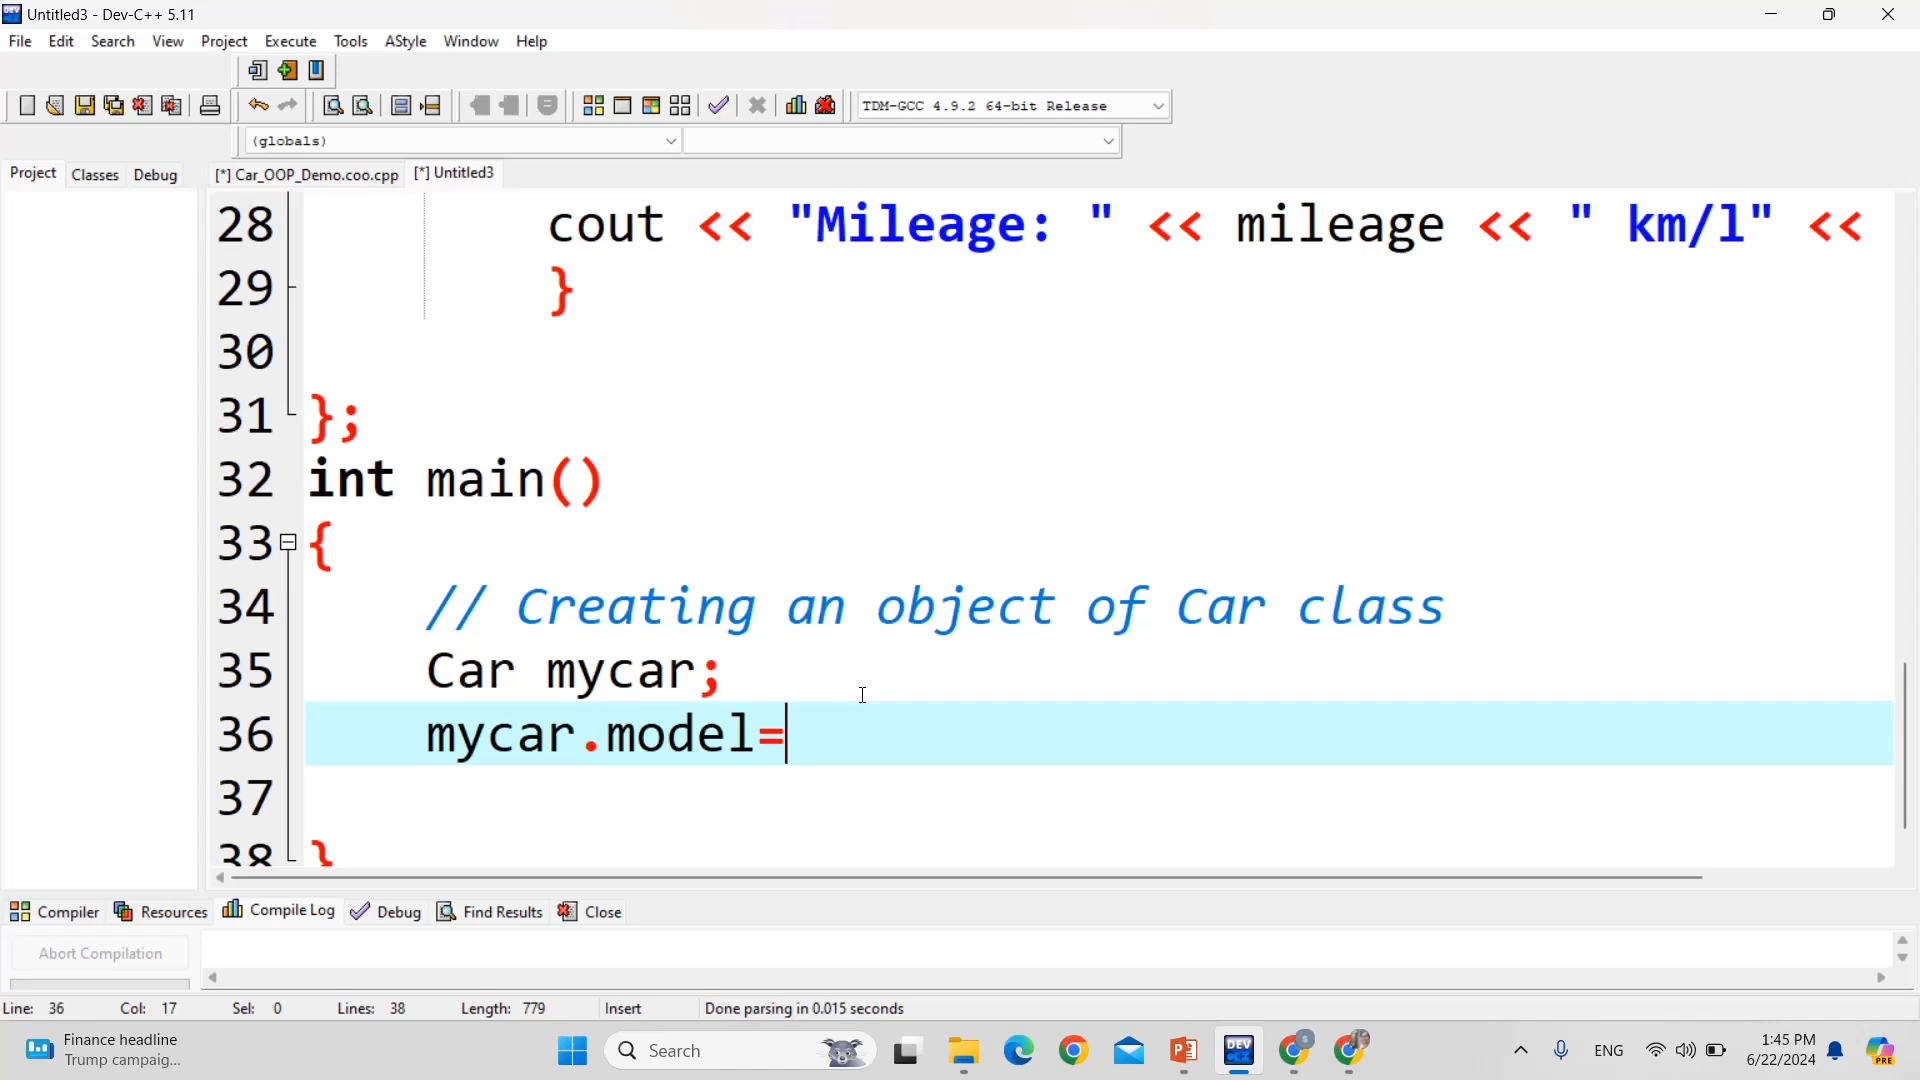 Untitled3 - Dev-C++ 5.11
File Edit Search View Project Execute Tools AStyle Window Help
TDM-GCC 4.9.2 64-bit Release
(globals)
Project Classes Debug [*] Car_OOP_Demo.coo.cpp [*] Untitled3
28 cout << "Mileage: " << mileage << " km/l" <<
29 }
30
31 };
32 int main()
33 {
34 // Creating an object of Car class
35 Car mycar;
36 mycar.model=
37
38 }
Compiler Resources Compile Log Debug Find Results Close
Abort Compilation
Line: 36 Col: 17 Sel: 0 Lines: 38 Length: 779 Insert Done parsing in 0.015 seconds
Finance headline
Trump campaig...
Search
DEV
ENG
1:45 PM
6/22/2024
PRE